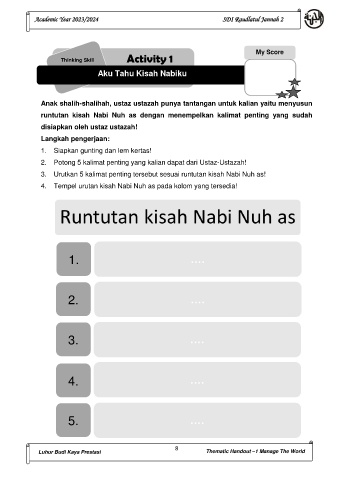 Academic Year 2023/2024
SDI Raudlatul Jannah 2
Thinking Skill
Activity 1
My Score
Aku Tahu Kisah Nabiku
Anak shalih-shalihah, ustaz ustazah punya tantangan untuk kalian yaitu menyusun
runtutan kisah Nabi Nuh as dengan menempelkan kalimat penting yang sudah
disiapkan oleh ustaz ustazah!
Langkah pengerjaan:
1. Siapkan gunting dan lem kertas!
2. Potong 5 kalimat penting yang kalian dapat dari Ustaz-Ustazah!
3. Urutkan 5 kalimat penting tersebut sesuai runtutan kisah Nabi Nuh as!
4. Tempel urutan kisah Nabi Nuh as pada kolom yang tersedia!
Runtutan kisah Nabi Nuh as
1. ....
2. ....
3. ....
4. ....
5. ....
Luhur Budi Kaya Prestasi
8
Thematic Handout – 1 Manage The World